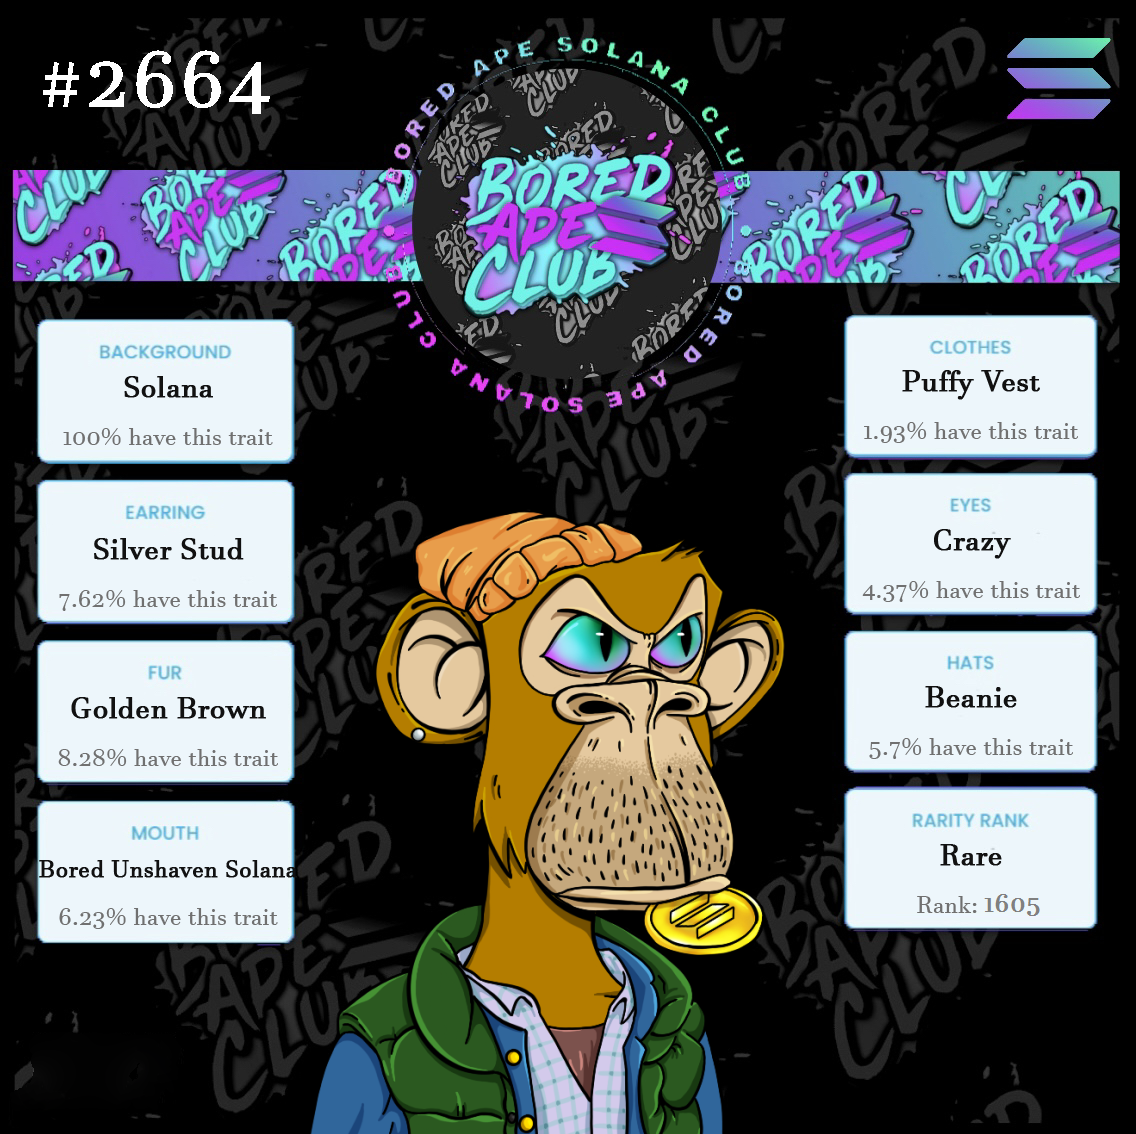 #2664
BORED APE SOLANA CLUB
BORED APE SOLANA CLUB
BORED
APE
CLUB
BACKGROUND
Solana
100% have this trait
EARRING
Silver Stud
7.62% have this trait
FUR
Golden Brown
8.28% have this trait
MOUTH
Bored Unshaven Solana
6.23% have this trait
CLOTHES
Puffy Vest
1.93% have this trait
EYES
Crazy
4.37% have this trait
HATS
Beanie
5.7% have this trait
RARITY RANK
Rare
Rank: 1605